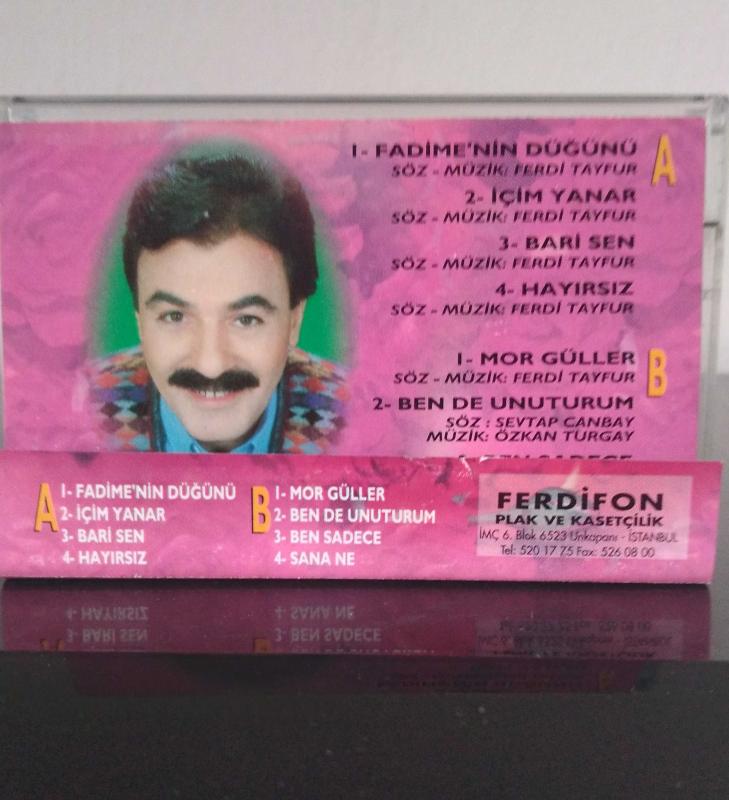 1- FADİME'NİN DÜĞÜNÜ
SÖZ - MÜZİK: FERDİ TAYFUR
A
2- İÇİM YANAR
SÖZ - MÜZİK: FERDİ TAYFUR
3- BARİ SEN
SÖZ - MÜZİK: FERDİ TAYFUR
4- HAYIRSIZ
SÖZ - MÜZİK: FERDİ TAYFUR
1- MOR GÜLLER
SÖZ - MÜZİK: FERDİ TAYFUR
B
2- BEN DE UNUTURUM
SÖZ : SEVTAP CANBAY
MÜZİK: ÖZKAN TURGAY
A
1- FADİME'NİN DÜĞÜNÜ
2- İÇİM YANAR
3- BARİ SEN
4- HAYIRSIZ
B
1- MOR GÜLLER
2- BEN DE UNUTURUM
3- BEN SADECE
4- SANA NE
FERDİFON
PLAK VE KASETÇİLİK
İMÇ 6. Blok 6523 Unkapanı - İSTANBUL
Tel: 520 17 75 Fax: 526 08 00